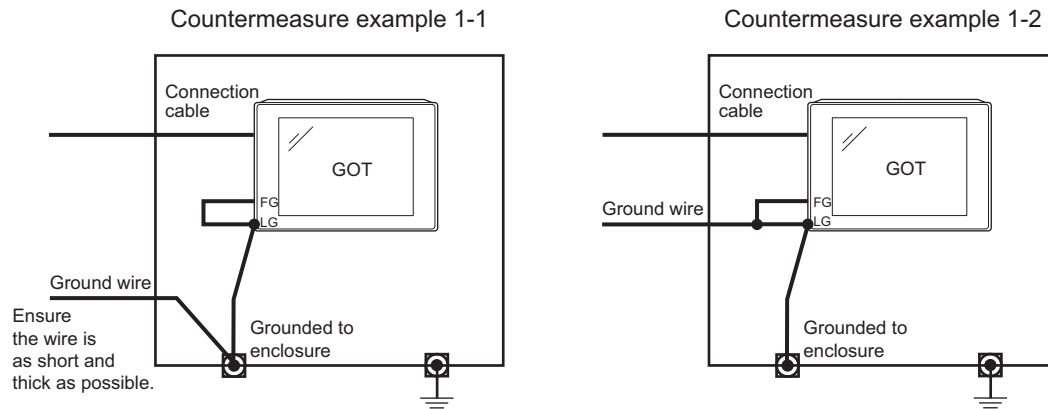 Countermeasure example 1-1
Connection
cable
GOT
FG
LG
Ground wire
Ensure
the wire is
as short and
thick as possible.
Grounded to
enclosure
Countermeasure example 1-2
Connection
cable
GOT
FG
LG
Ground wire
Grounded to
enclosure